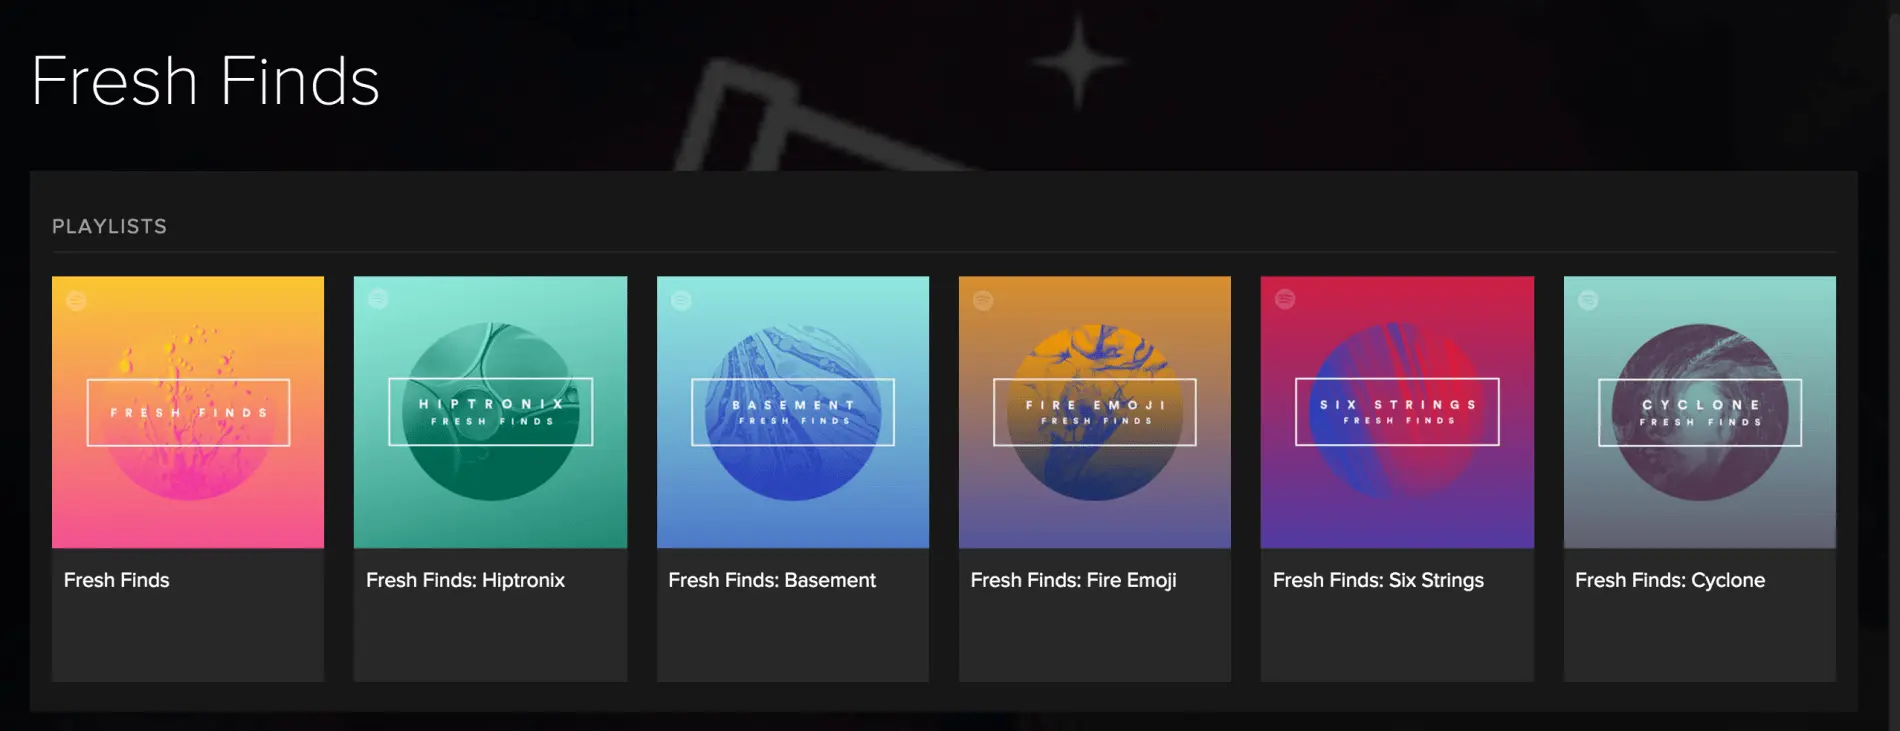 Fresh Finds
PLAYLISTS
FRESH FINDS
HIPTRONIX
FRESH FINDS
BASEMENT
FRESH FINDS
FIRE EMOJI
FRESH FINDS
SIX STRINGS
FRESH FINDS
CYCLONE
FRESH FINDS
Fresh Finds
Fresh Finds: Hiptronix
Fresh Finds: Basement
Fresh Finds: Fire Emoji
Fresh Finds: Six Strings
Fresh Finds: Cyclone